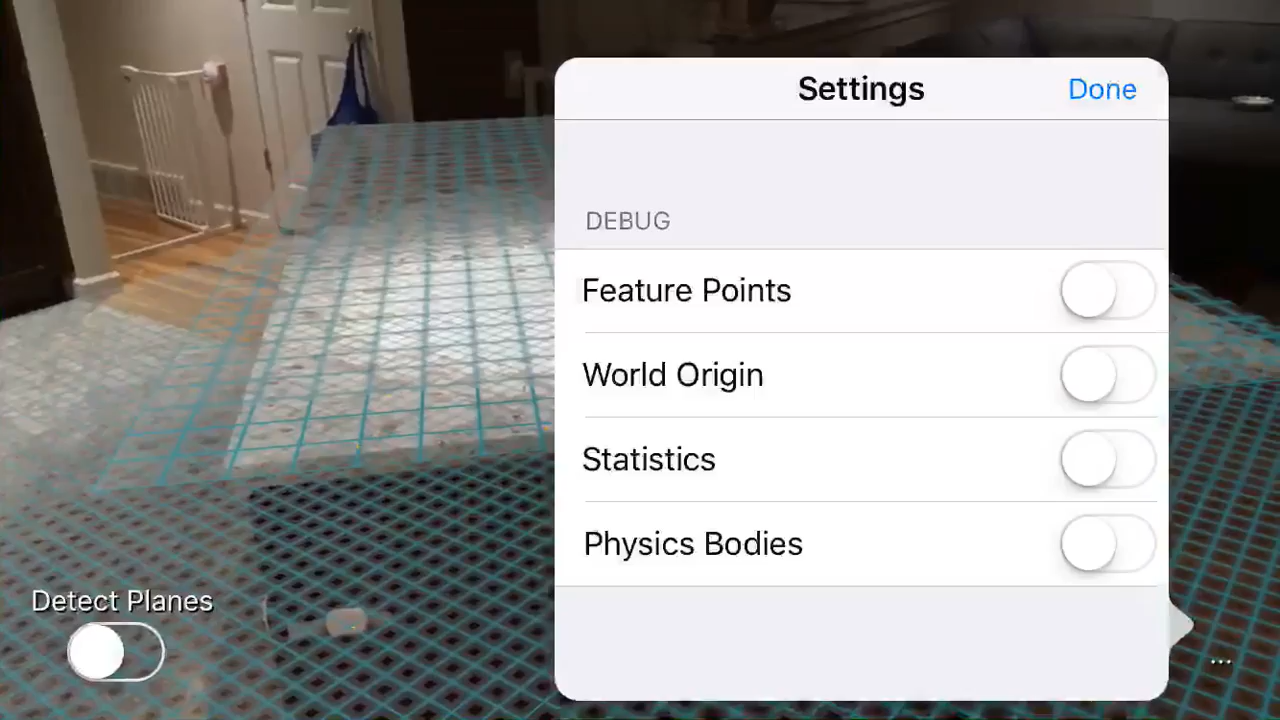 Settings
Done
DEBUG
Feature Points
World Origin
Statistics
Physics Bodies
Detect Planes
...